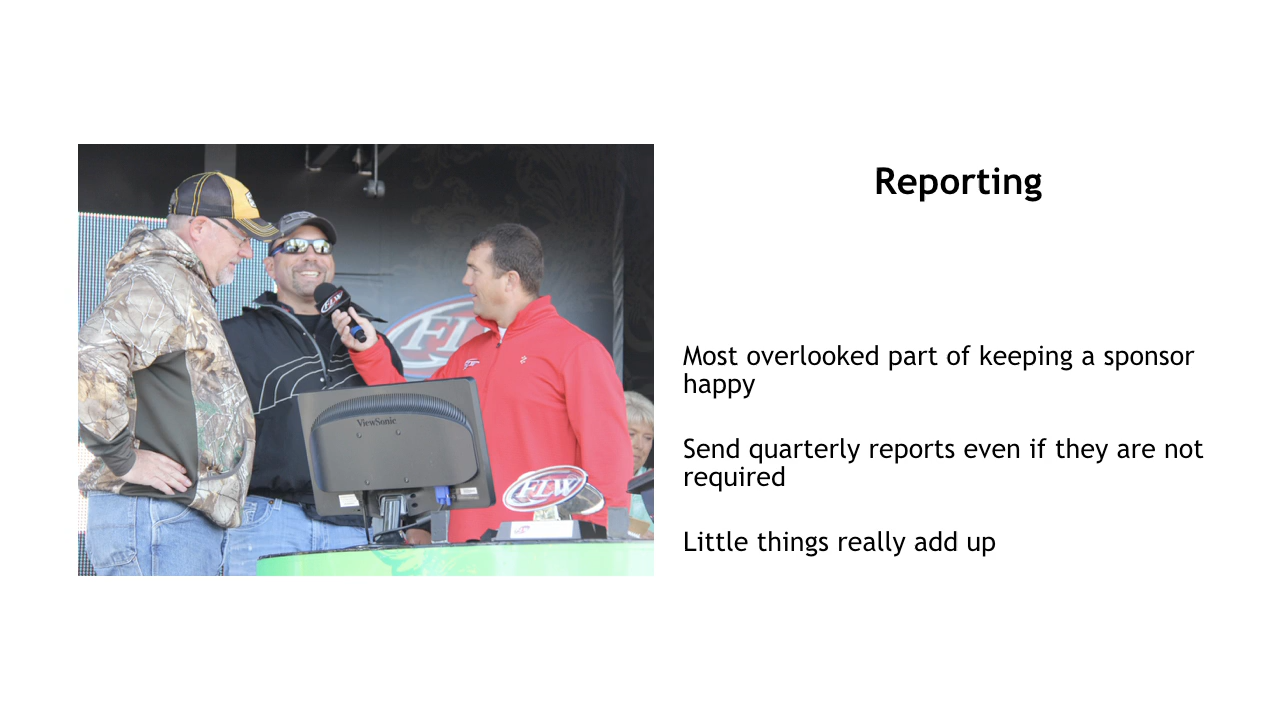 Reporting
Most overlooked part of keeping a sponsor
happy
Send quarterly reports even if they are not
required
Little things really add up
FLW
FLW
ViewSonic
FLW